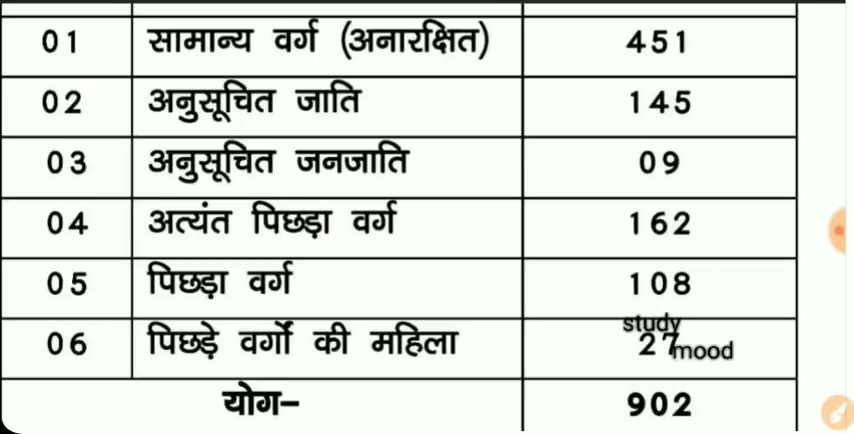 01 सामान्य वर्ग (अनारक्षित) 451
02 अनुसूचित जाति 145
03 अनुसूचित जनजाति 09
04 अत्यंत पिछड़ा वर्ग 162
05 पिछड़ा वर्ग 108
06 पिछड़े वर्गों की महिला 27
study
mood
योग– 902